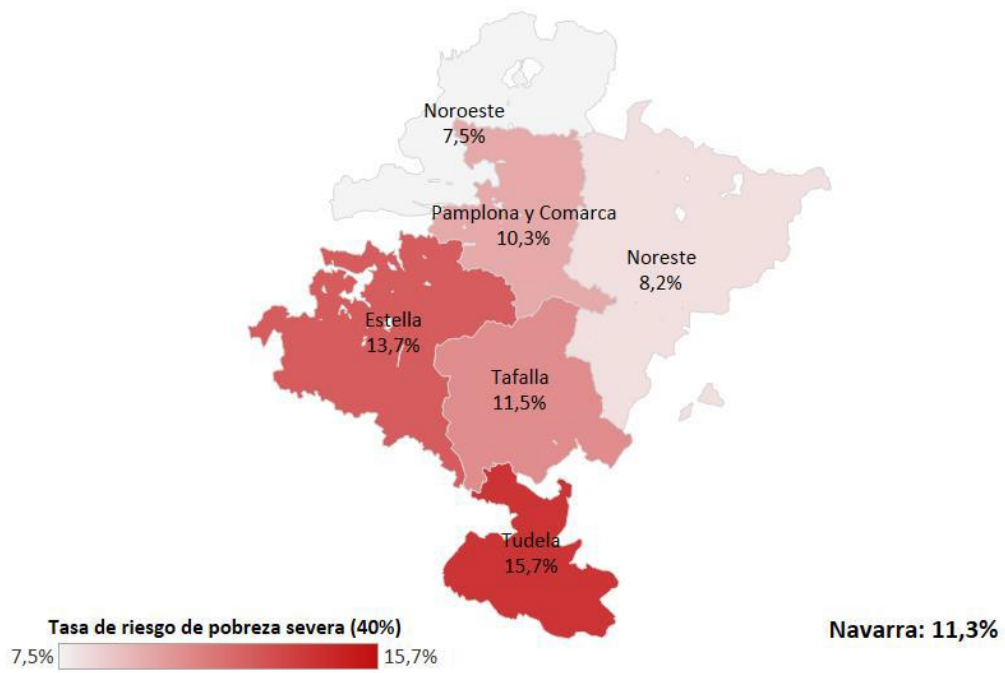 Noroeste
7,5%
Pamplona y Comarca
10,3%
Noreste
8,2%
Estella
13,7%
Tafalla
11,5%
Tudela
15,7%
Tasa de riesgo de pobreza severa (40%)
7,5% 15,7%
Navarra: 11,3%